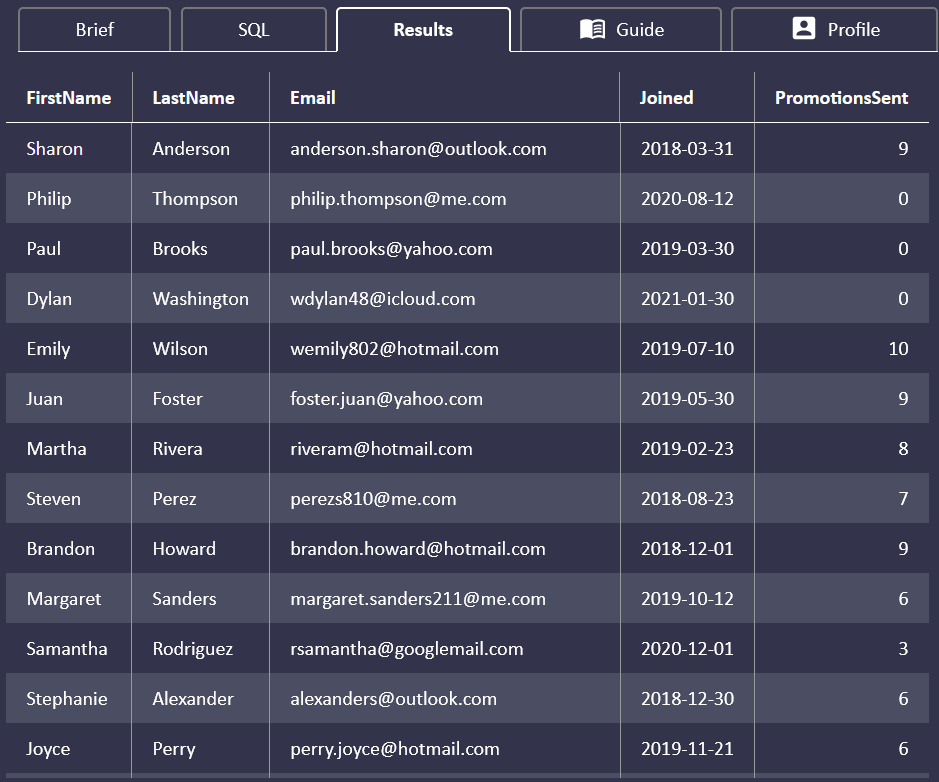 Brief SQL Results Guide Profile
FirstName LastName Email Joined PromotionsSent
Sharon Anderson anderson.sharon@outlook.com 2018-03-31 9
Philip Thompson philip.thompson@me.com 2020-08-12 0
Paul Brooks paul.brooks@yahoo.com 2019-03-30 0
Dylan Washington wdylan48@icloud.com 2021-01-30 0
Emily Wilson wemily802@hotmail.com 2019-07-10 10
Juan Foster foster.juan@yahoo.com 2019-05-30 9
Martha Rivera riveram@hotmail.com 2019-02-23 8
Steven Perez perezs810@me.com 2018-08-23 7
Brandon Howard brandon.howard@hotmail.com 2018-12-01 9
Margaret Sanders margaret.sanders211@me.com 2019-10-12 6
Samantha Rodriguez rsamantha@googlemail.com 2020-12-01 3
Stephanie Alexander alexanders@outlook.com 2018-12-30 6
Joyce Perry perry.joyce@hotmail.com 2019-11-21 6